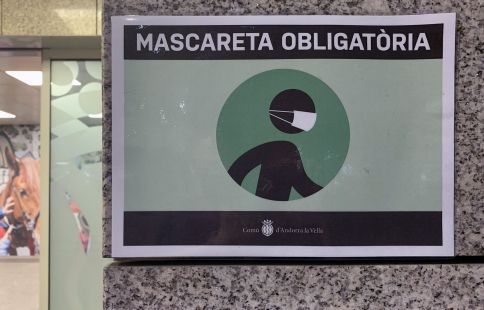 MASCARETA OBLIGATÒRIA
Comú d'Andorra la Vella